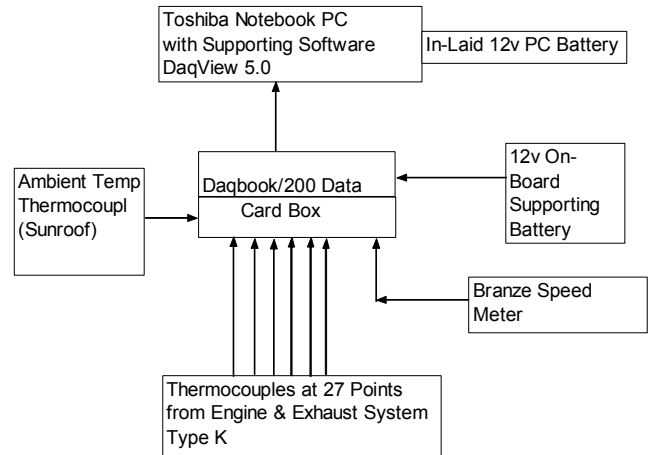 Toshiba Notebook PC
with Supporting Software
DaqView 5.0
In-Laid 12v PC Battery
Daqbook/200 Data
Card Box
12v On-
Board
Supporting
Battery
Ambient Temp
Thermocoupl
(Sunroof)
Branze Speed
Meter
Thermocouples at 27 Points
from Engine & Exhaust System
Type K